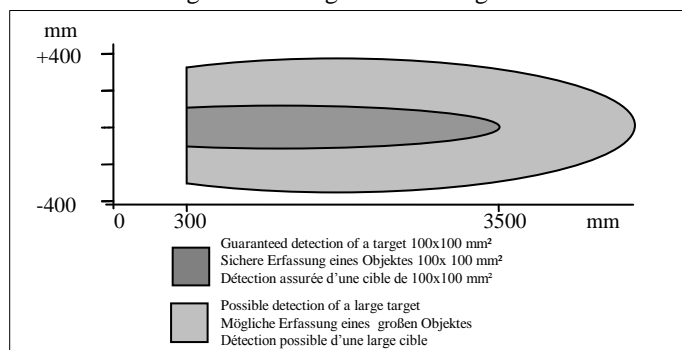 mm
+400
-400
0 300 3500 mm
Guaranteed detection of a target 100x100 mm²
Sichere Erfassung eines Objektes 100x 100 mm²
Détection assurée d'une cible de 100x100 mm²
Possible detection of a large target
Mögliche Erfassung eines  großen Objektes
Détection possible d'une large cible